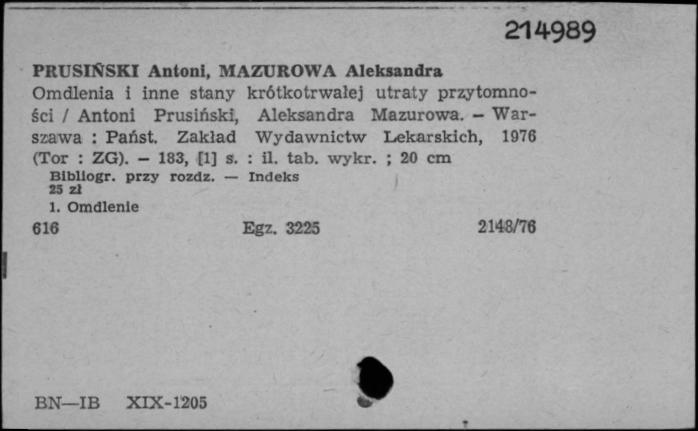 214989
PRUSIŃSKI Antoni, MAZUROWA Aleksandra
Omdlenia i inne stany krótkotrwałej utraty przytomno-
ści / Antoni Prusiński, Aleksandra Mazurowa. — War-
szawa : Państ. Zakład Wydawnictw Lekarskich, 1976
(Tor : ZG). — 183, [1] s. : il. tab. wykr. ; 20 cm
Bibliogr. przy rozdz. — Indeks
25 zł
1. Omdlenie
616 Egz. 3225 2148/76
BN—IB XIX-1205